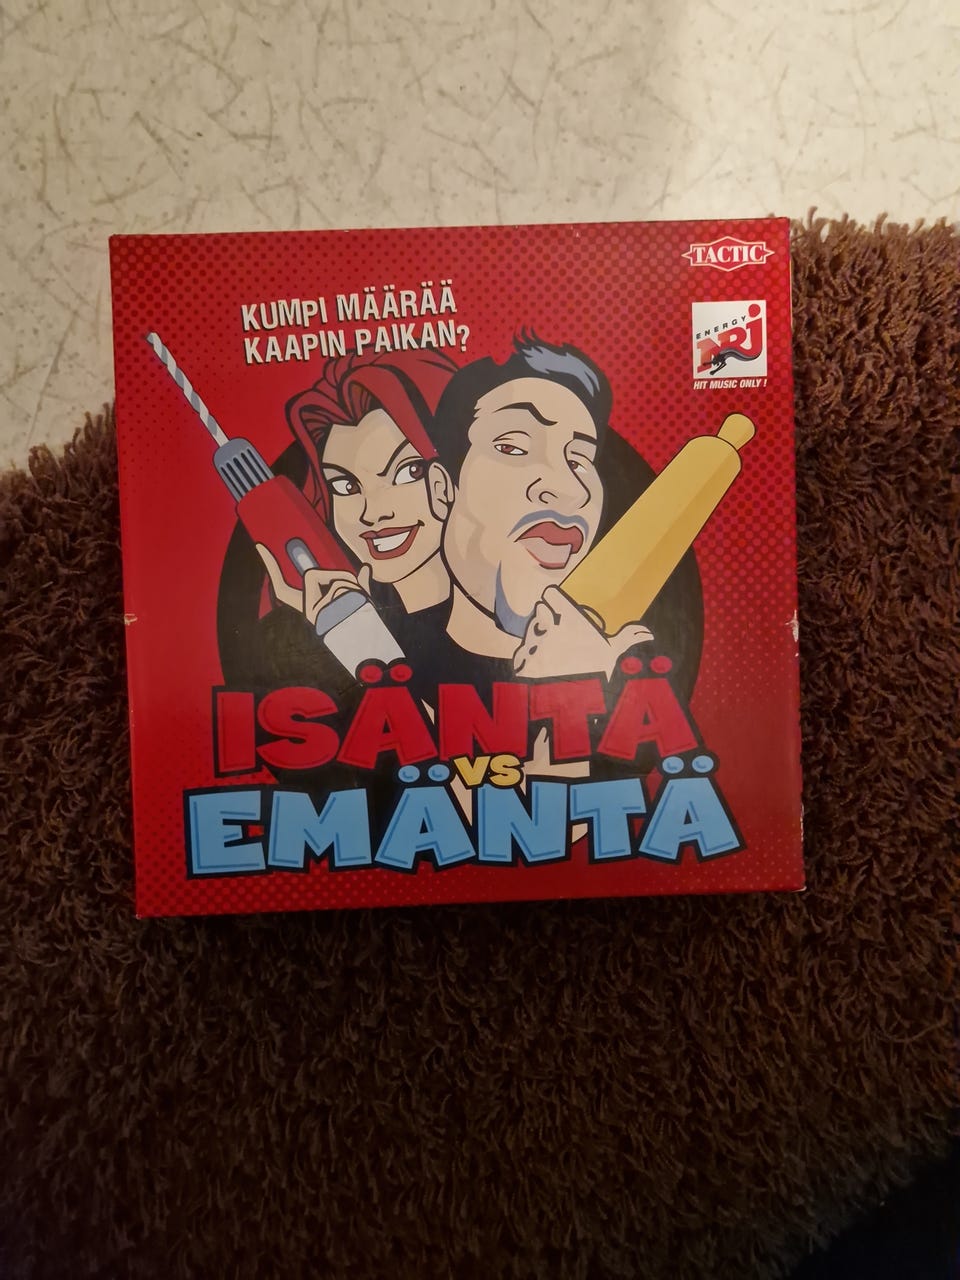 TACTIC
KUMPI MÄÄRÄÄ
KAAPIN PAIKAN?
ENERGY
NRJ
HIT MUSIC ONLY!
ISÄNTÄ
VS
EMÄNTÄ